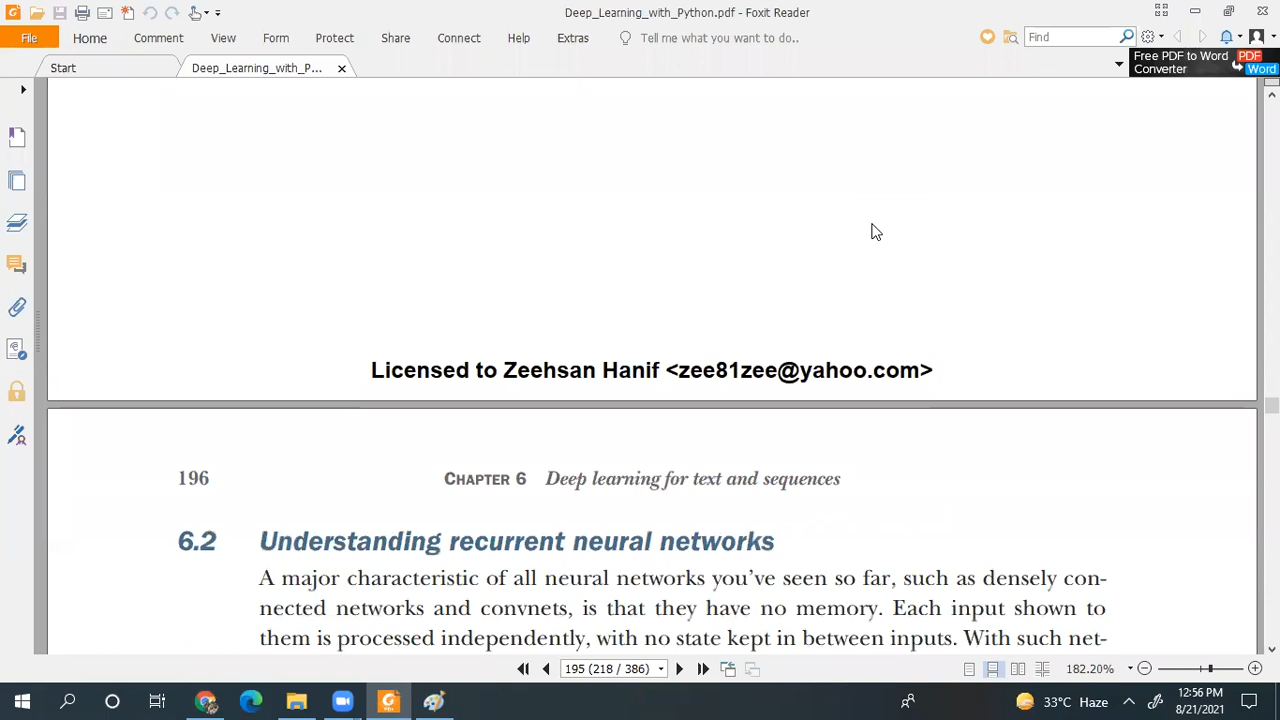 Deep_Learning_with_Python.pdf - Foxit Reader
File Home Comment View Form Protect Share Connect Help Extras Tell me what you want to do.. Find
Start Deep_Learning_with_P...
Free PDF to Word PDF
Converter Word
Licensed to Zeehsan Hanif <zee81zee@yahoo.com>
196 CHAPTER 6 Deep learning for text and sequences
6.2 Understanding recurrent neural networks
A major characteristic of all neural networks you’ve seen so far, such as densely con-
nected networks and convnets, is that they have no memory. Each input shown to
them is processed independently, with no state kept in between inputs. With such net-
195 (218 / 386) 182.20%
33°C Haze 12:56 PM
8/21/2021